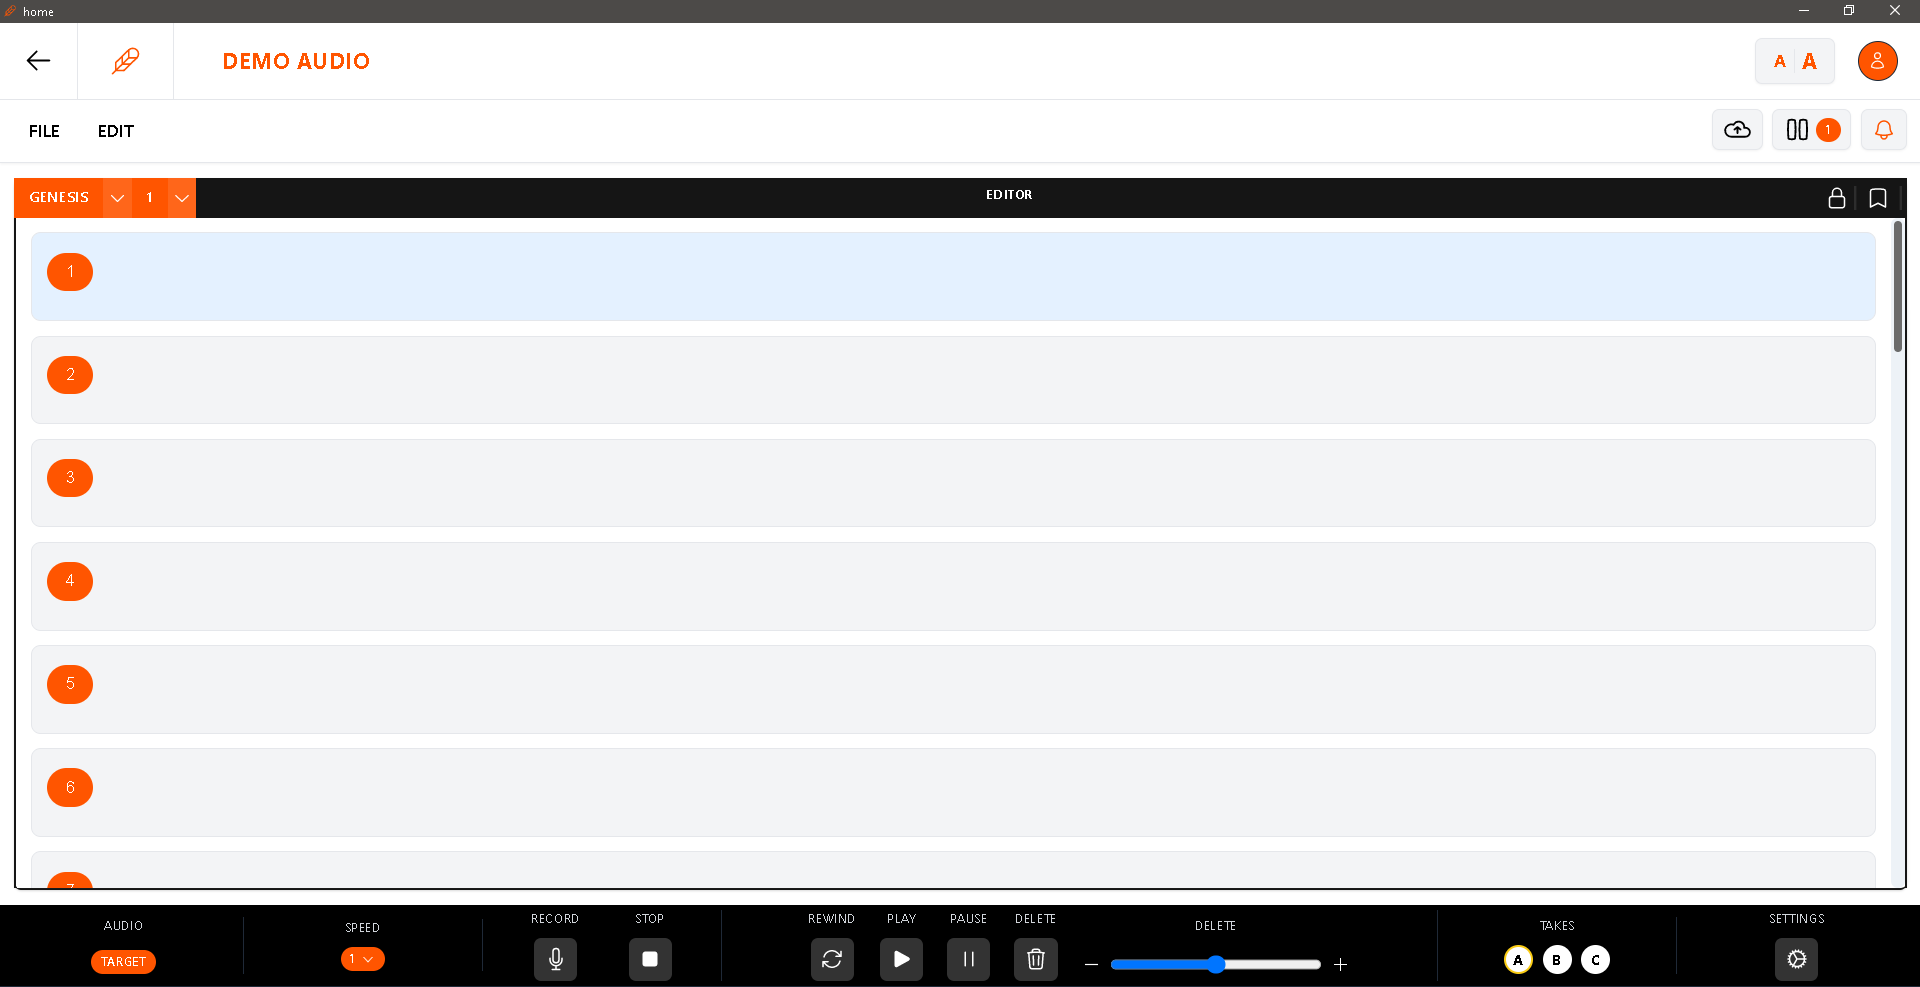 home
DEMO AUDIO
A A
FILE EDIT
1
GENESIS 1 EDITOR
1
2
3
4
5
6
7
AUDIO SPEED RECORD STOP REWIND PLAY PAUSE DELETE DELETE TAKES SETTINGS
TARGET 1 A B C